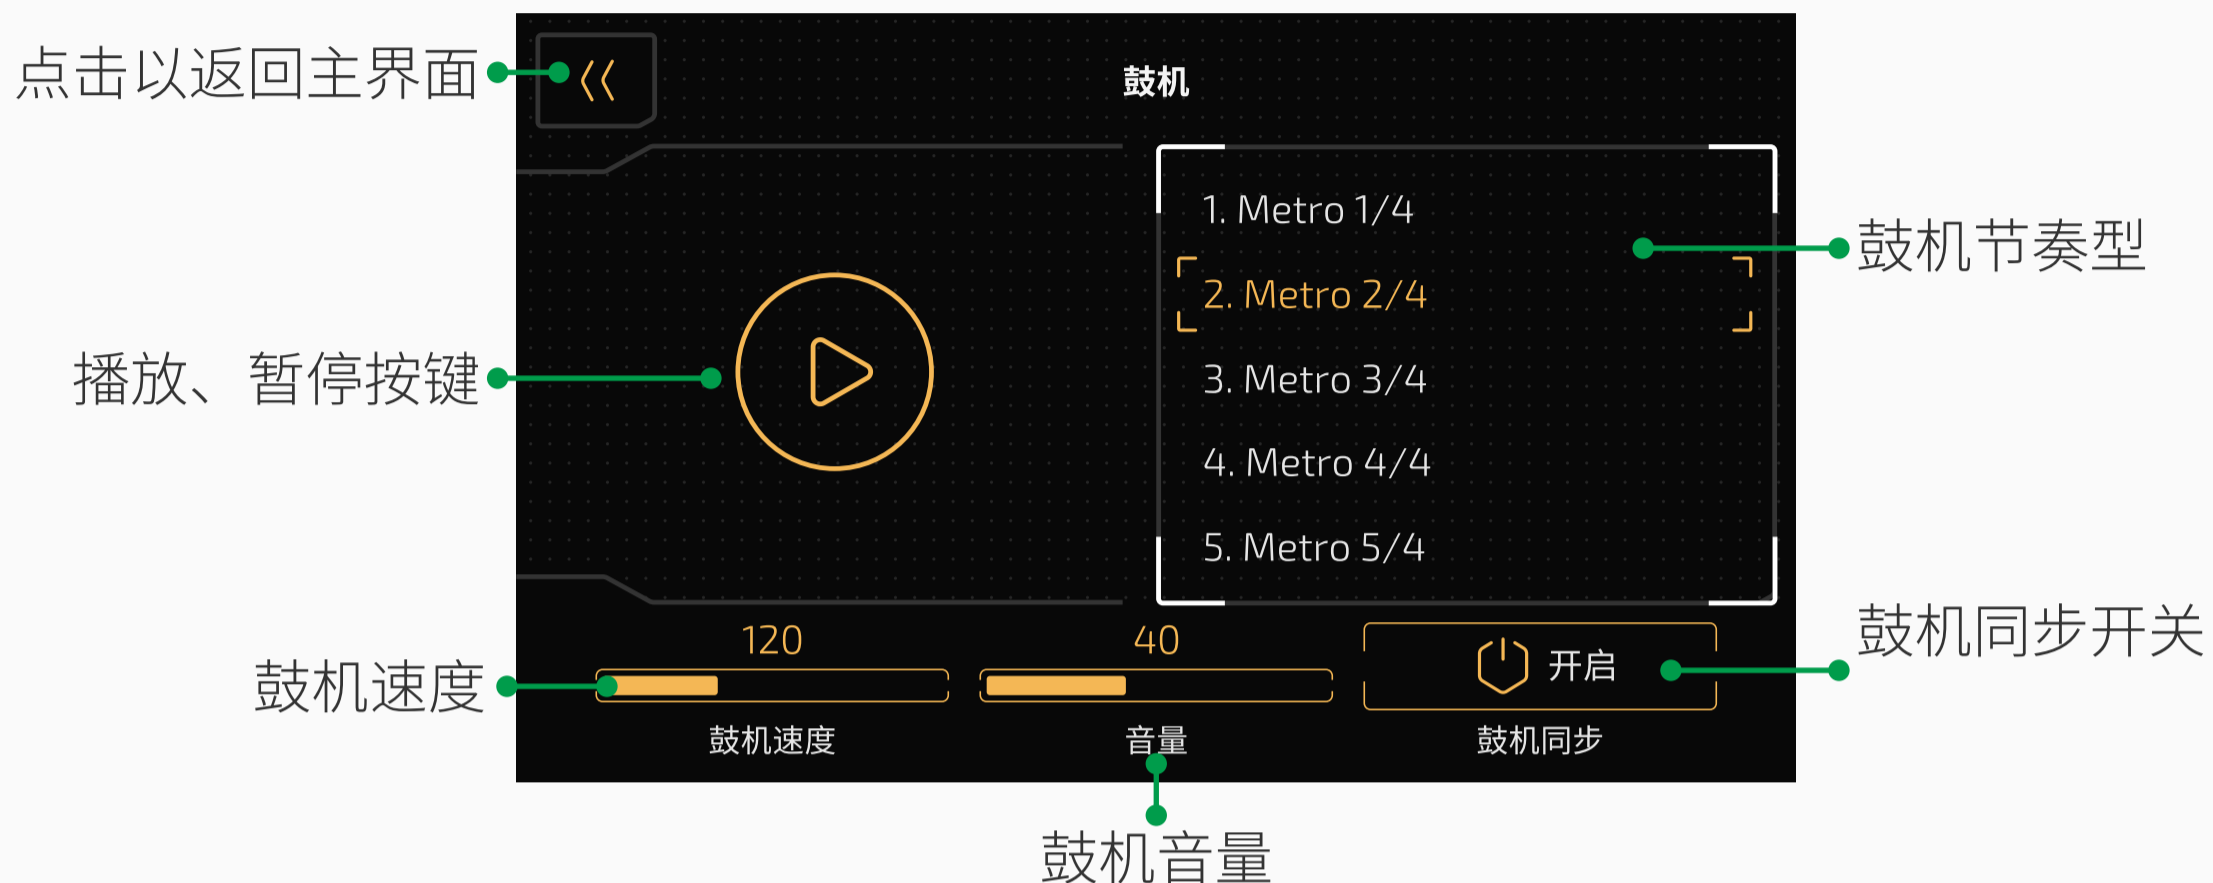 点击以返回主界面
鼓机
1. Metro 1/4
鼓机节奏型
2. Metro 2/4
播放、暂停按键
3. Metro 3/4
4. Metro 4/4
5. Metro 5/4
120
40
开启
鼓机同步开关
鼓机速度
鼓机速度
音量
鼓机同步
鼓机音量